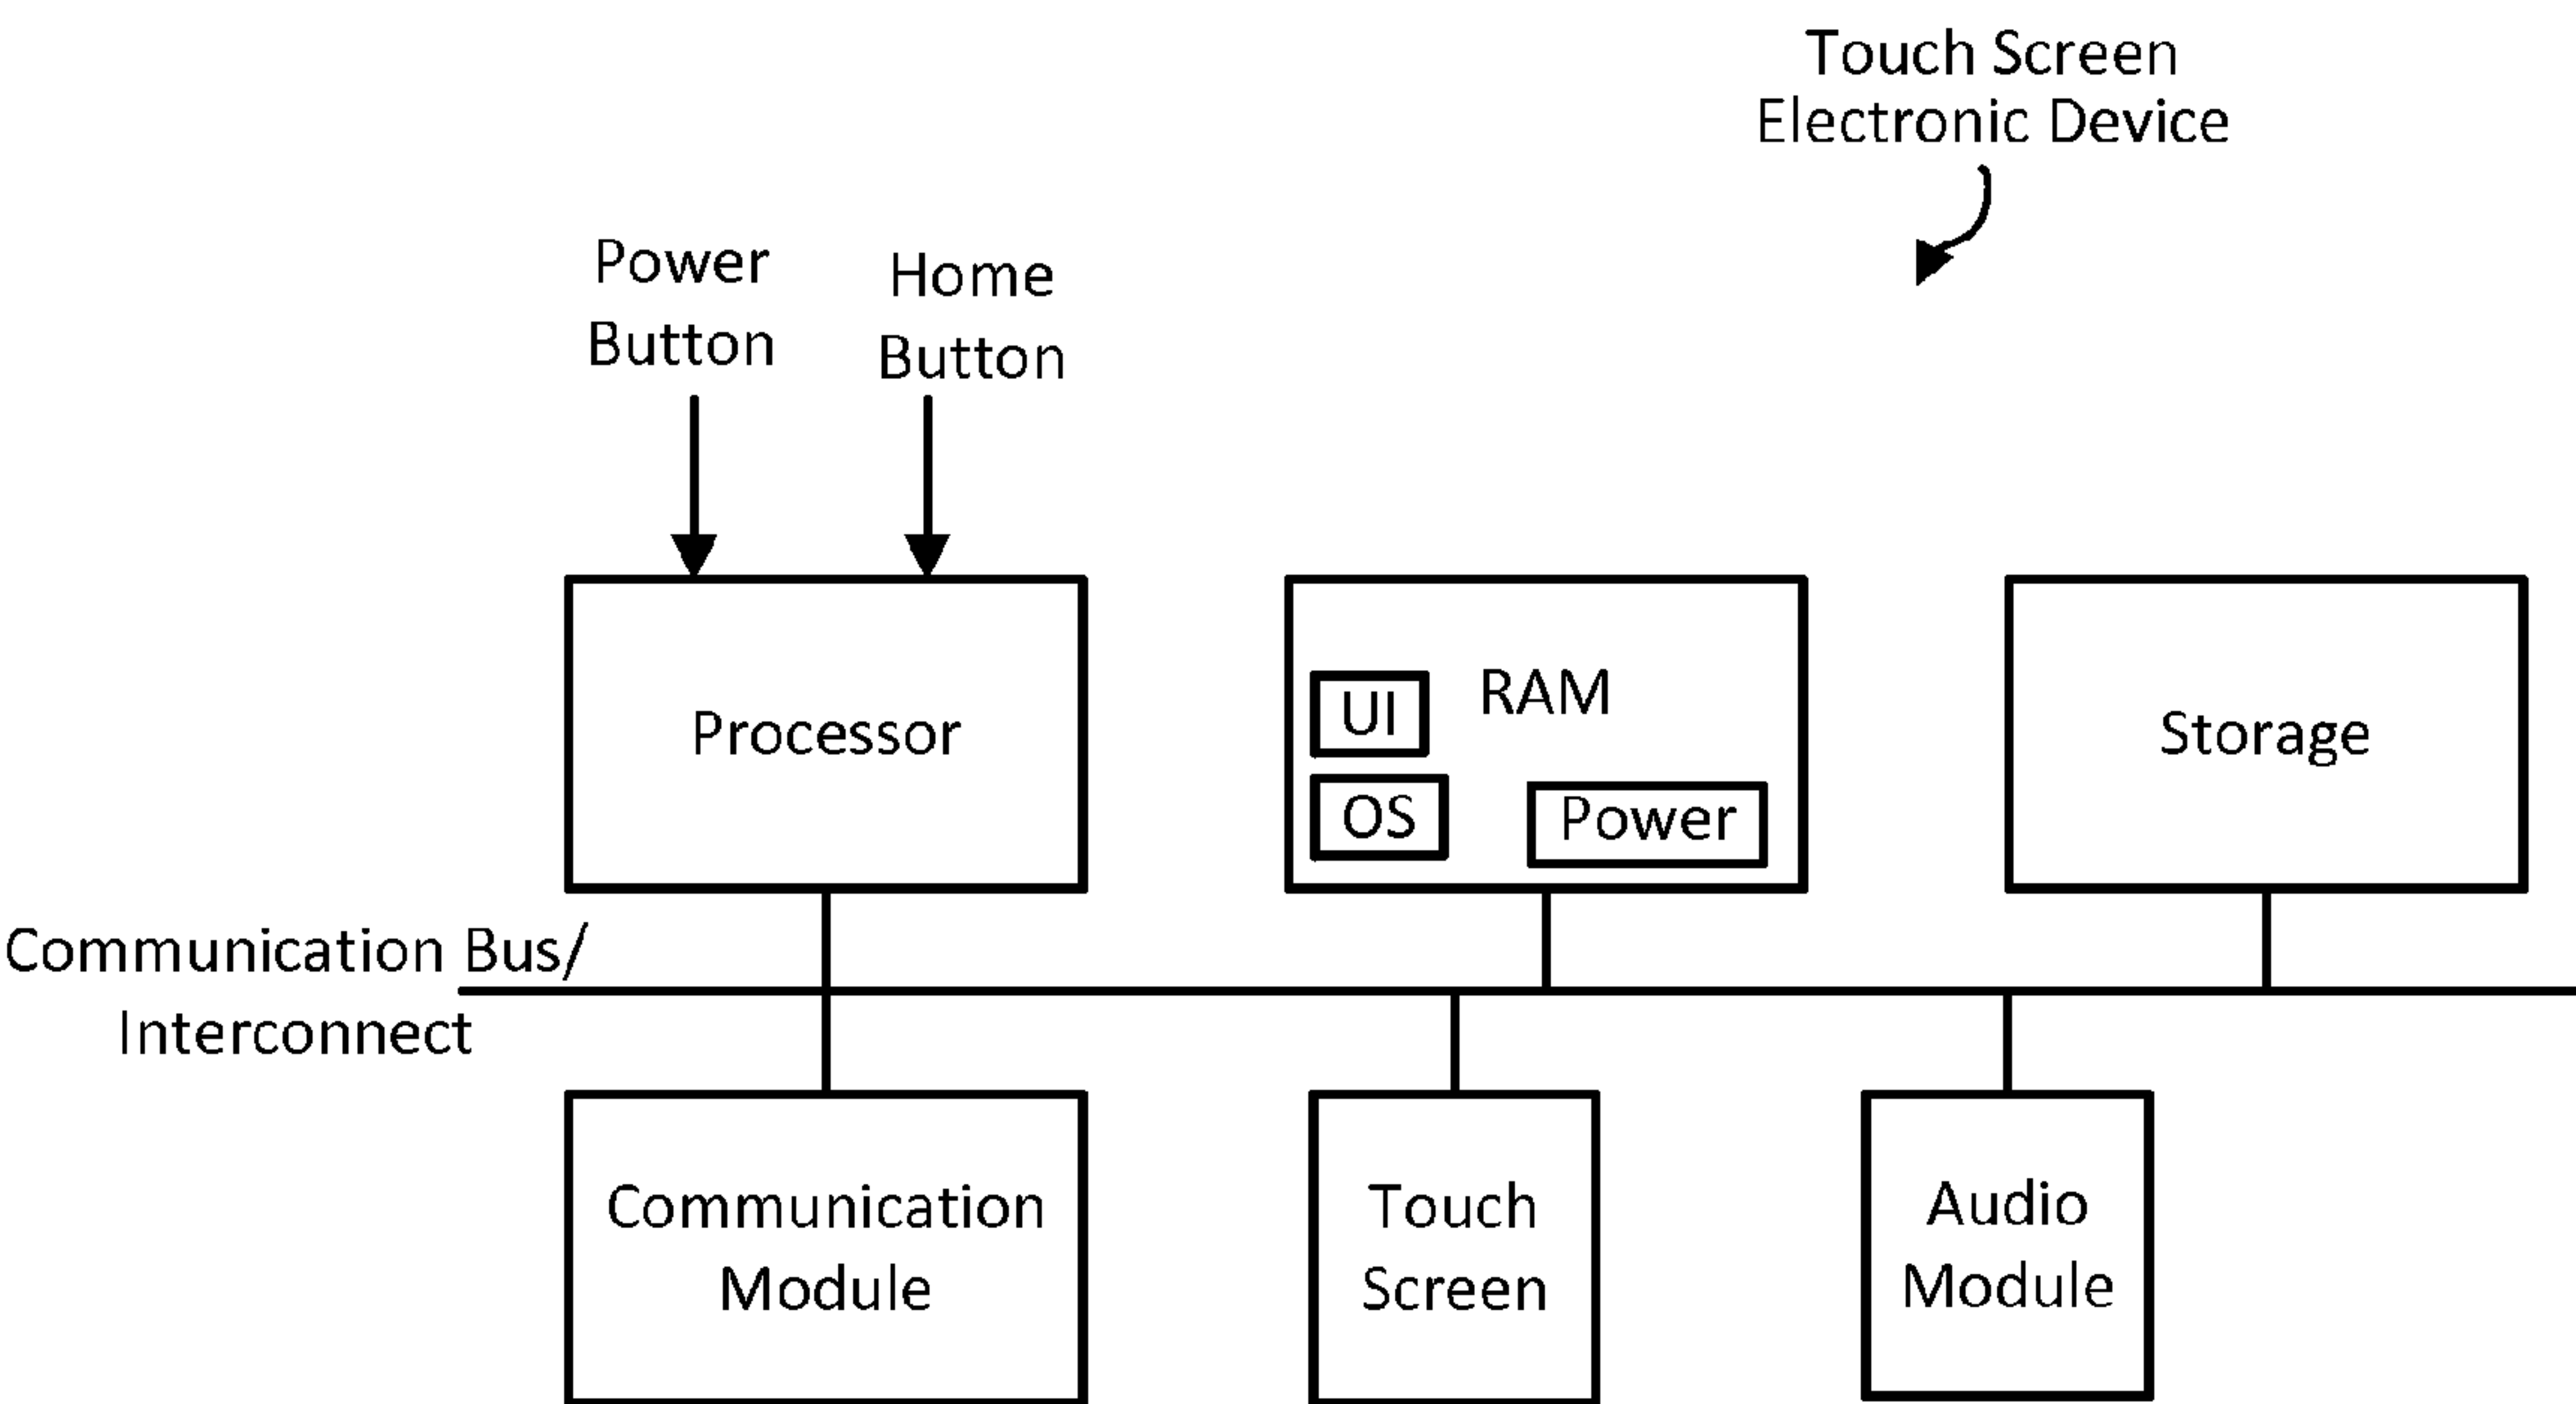 Touch Screen
Electronic Device
Power
Button
Home
Button
Processor
UI
RAM
OS
Power
Storage
Communication Bus/
Interconnect
Communication
Module
Touch
Screen
Audio
Module